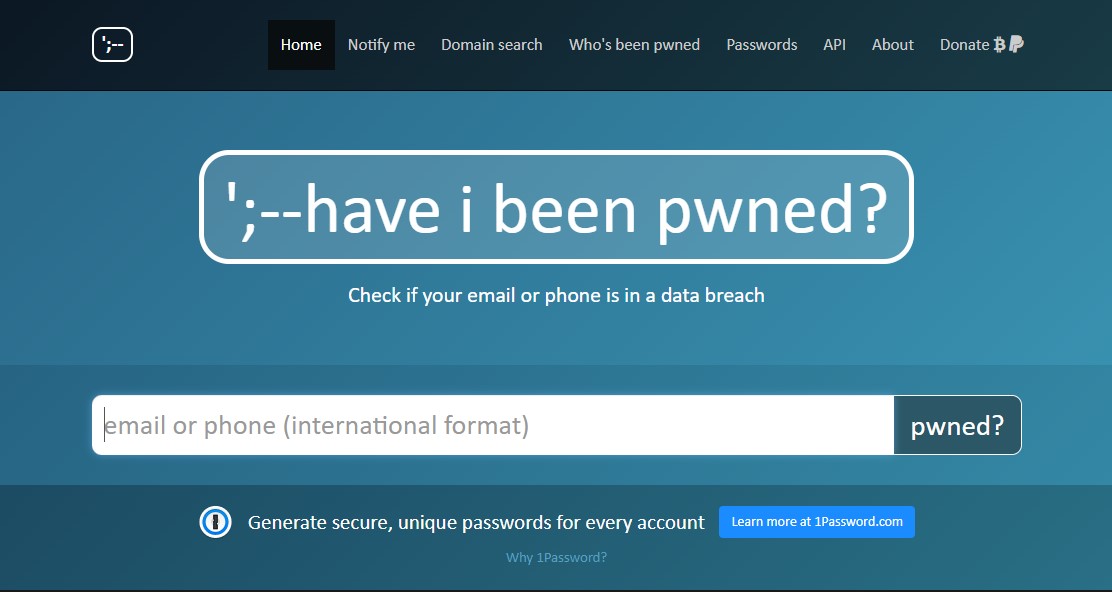 ';--
Home Notify me Domain search Who's been pwned Passwords API About Donate
';--have i been pwned?
Check if your email or phone is in a data breach
email or phone (international format) pwned?
Generate secure, unique passwords for every account Learn more at 1Password.com
Why 1Password?